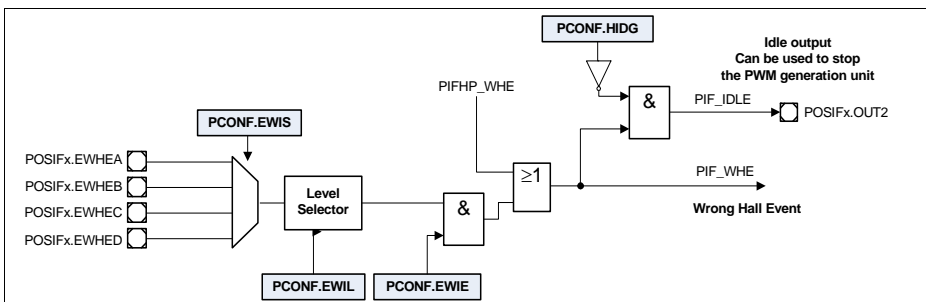 PCONF.HIDG
Idle output
Can be used to stop
the PWM generation unit
PIFHP_WHE
&
PIF_IDLE
POSIFx.OUT2
PCONF.EWIS
POSIFx.EWHEA
POSIFx.EWHEB
POSIFx.EWHEC
POSIFx.EWHED
Level
Selector
&
≥1
PIF_WHE
Wrong Hall Event
PCONF.EWIL
PCONF.EWIE